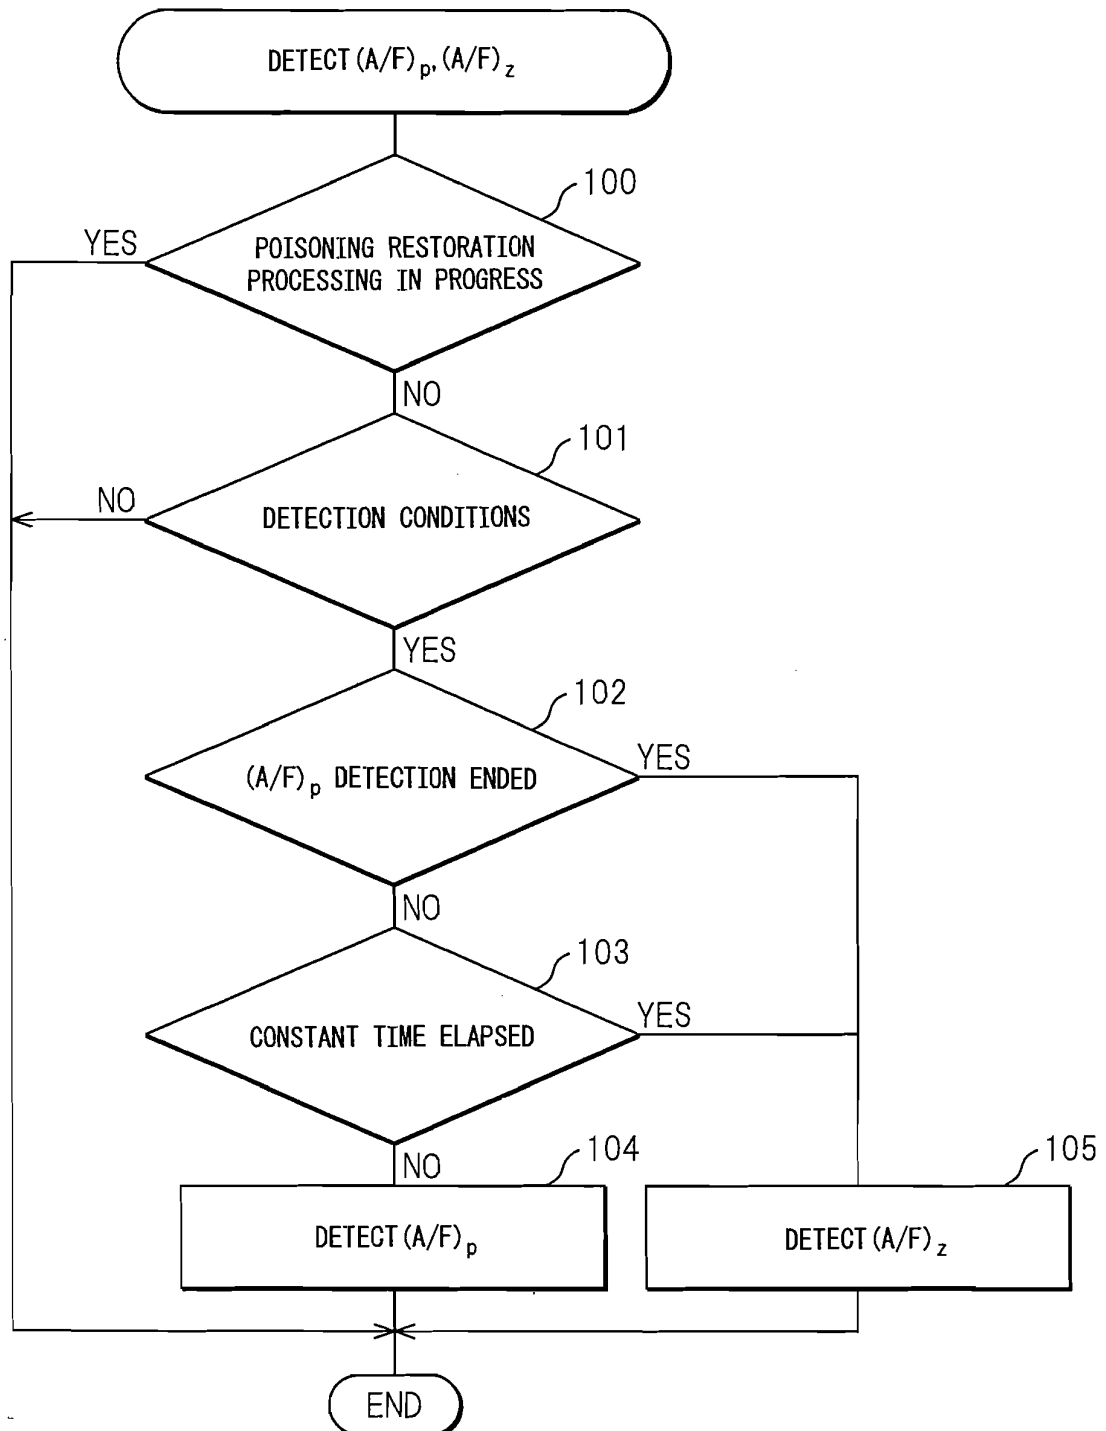 DETECT (A/F)p, (A/F)z
100
YES
POISONING RESTORATION
PROCESSING IN PROGRESS
NO
101
NO
DETECTION CONDITIONS
YES
102
YES
(A/F)p DETECTION ENDED
NO
103
YES
CONSTANT TIME ELAPSED
NO
104
105
DETECT (A/F)p
DETECT (A/F)z
END